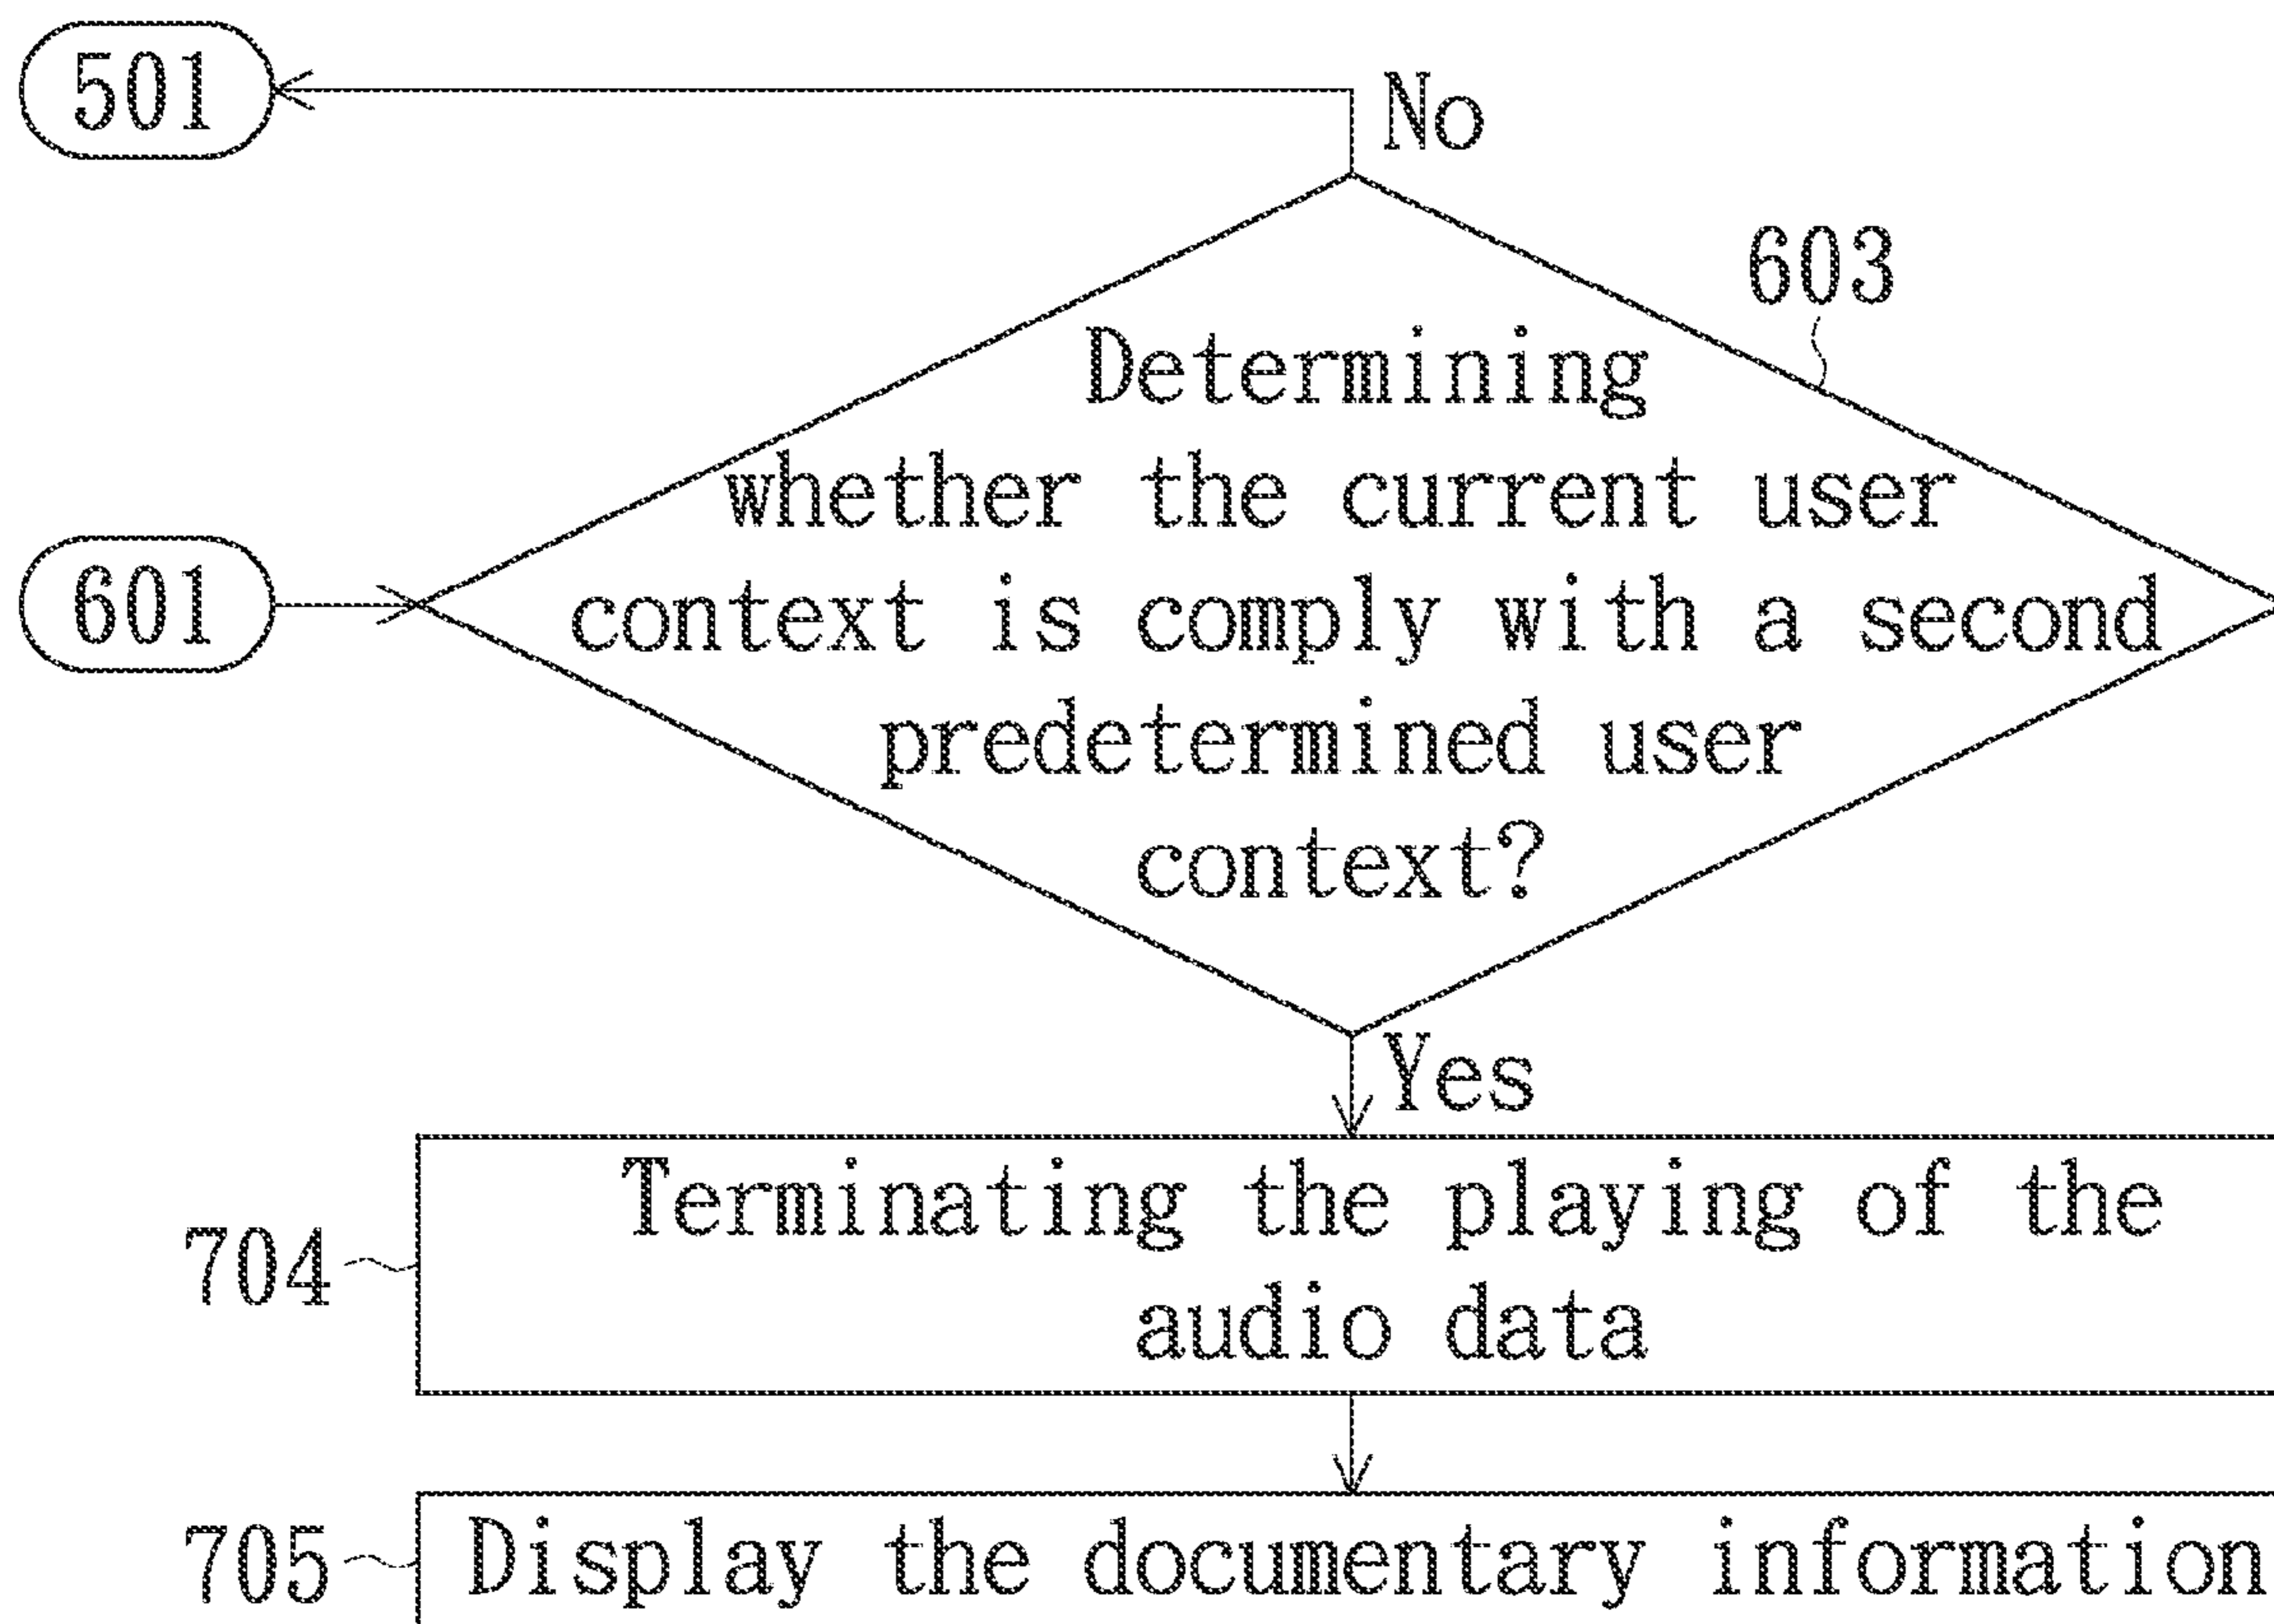 501
No
603
Determining
whether the current user
601
context is comply with a second
predetermined user
context?
Yes
Terminating the playing of the
704
audio data
705
Display the documentary information